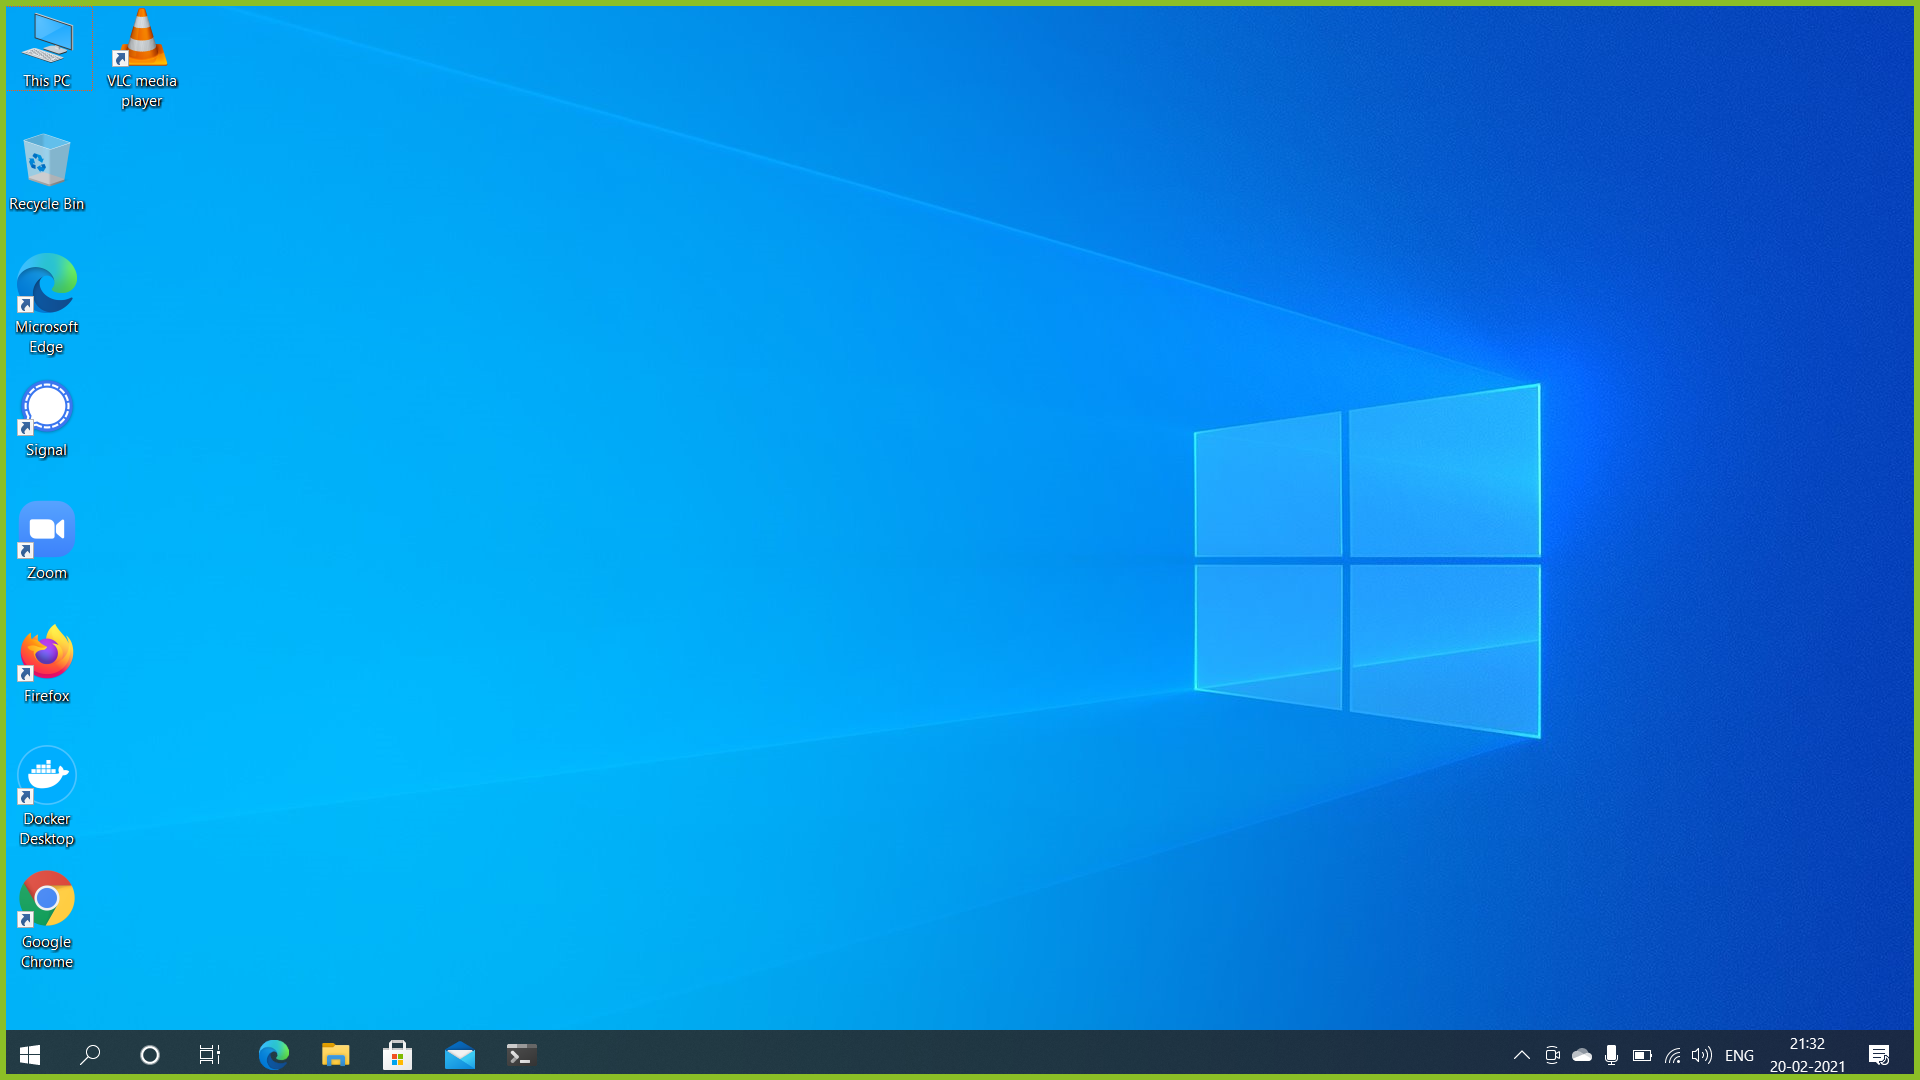 This PC
VLC media
player
Recycle Bin
Microsoft
Edge
Signal
Zoom
Firefox
Docker
Desktop
Google
Chrome
ENG
21:32
20-02-2021